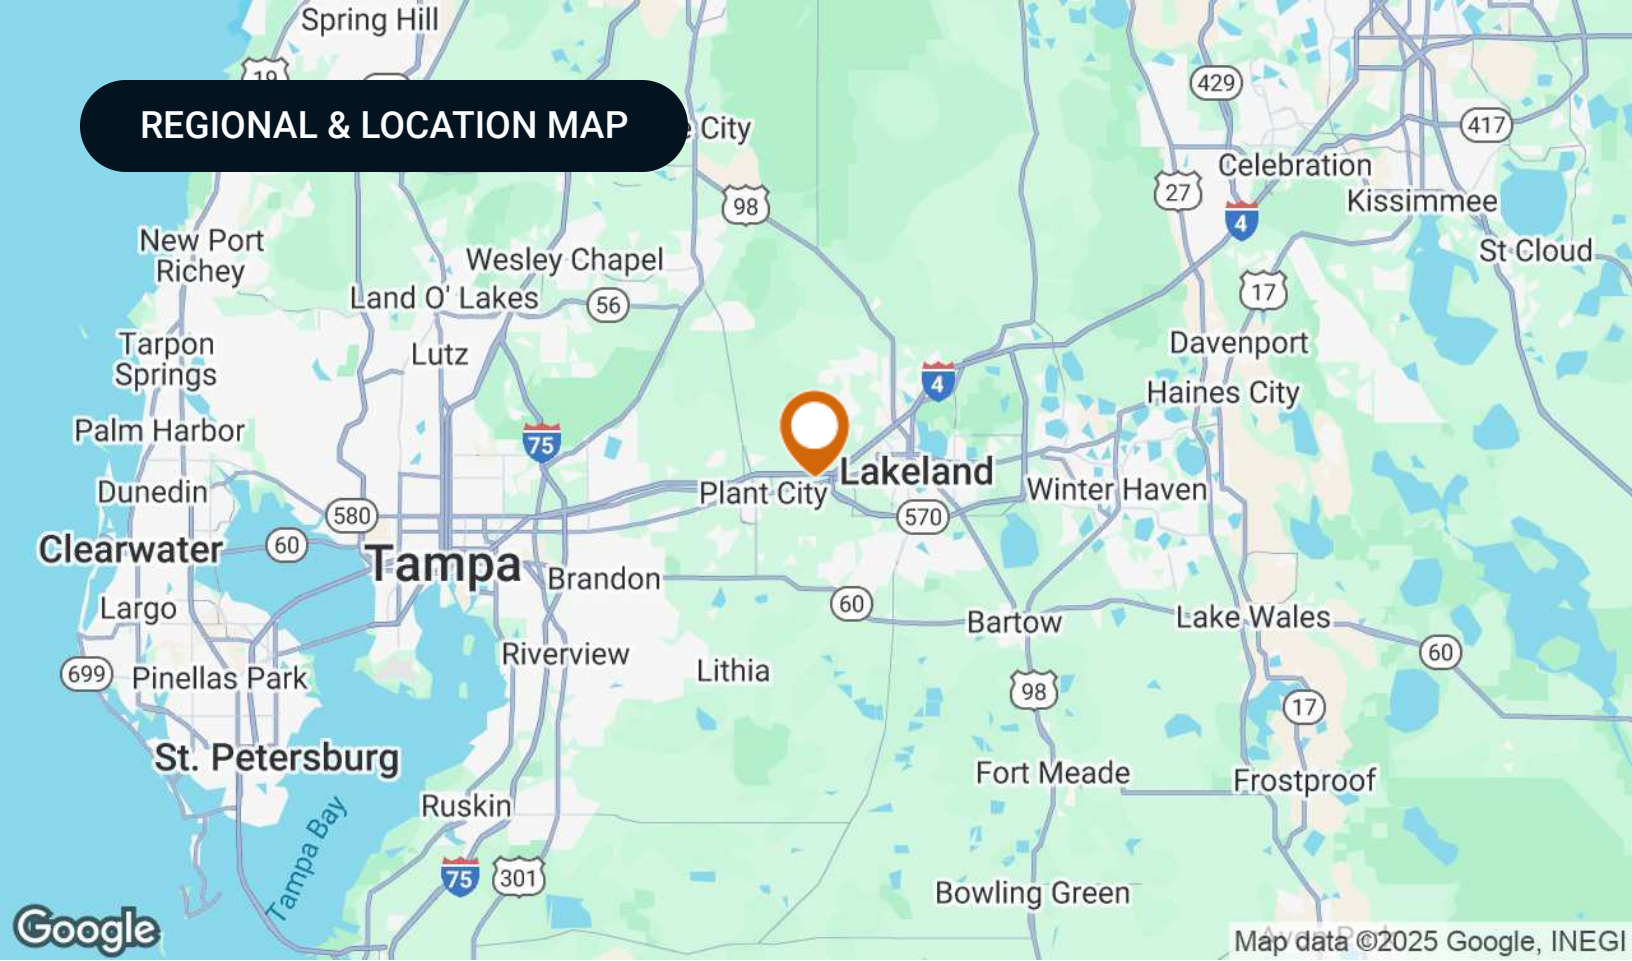 Spring Hill
19
REGIONAL & LOCATION MAP
City
429
417
Celebration
27
Kissimmee
98
4
New Port
Richey
Wesley Chapel
St Cloud
Land O' Lakes
56
17
Tarpon
Springs
Lutz
Davenport
4
Haines City
Palm Harbor
75
Lakeland
Dunedin
Plant City
Winter Haven
580
570
Clearwater
60
Tampa
Brandon
Largo
60
Bartow
Lake Wales
Riverview
60
699
Pinellas Park
Lithia
98
17
St. Petersburg
Fort Meade
Frostproof
Ruskin
Tampa Bay
75
301
Bowling Green
Google
Map data ©2025 Google, INEGI